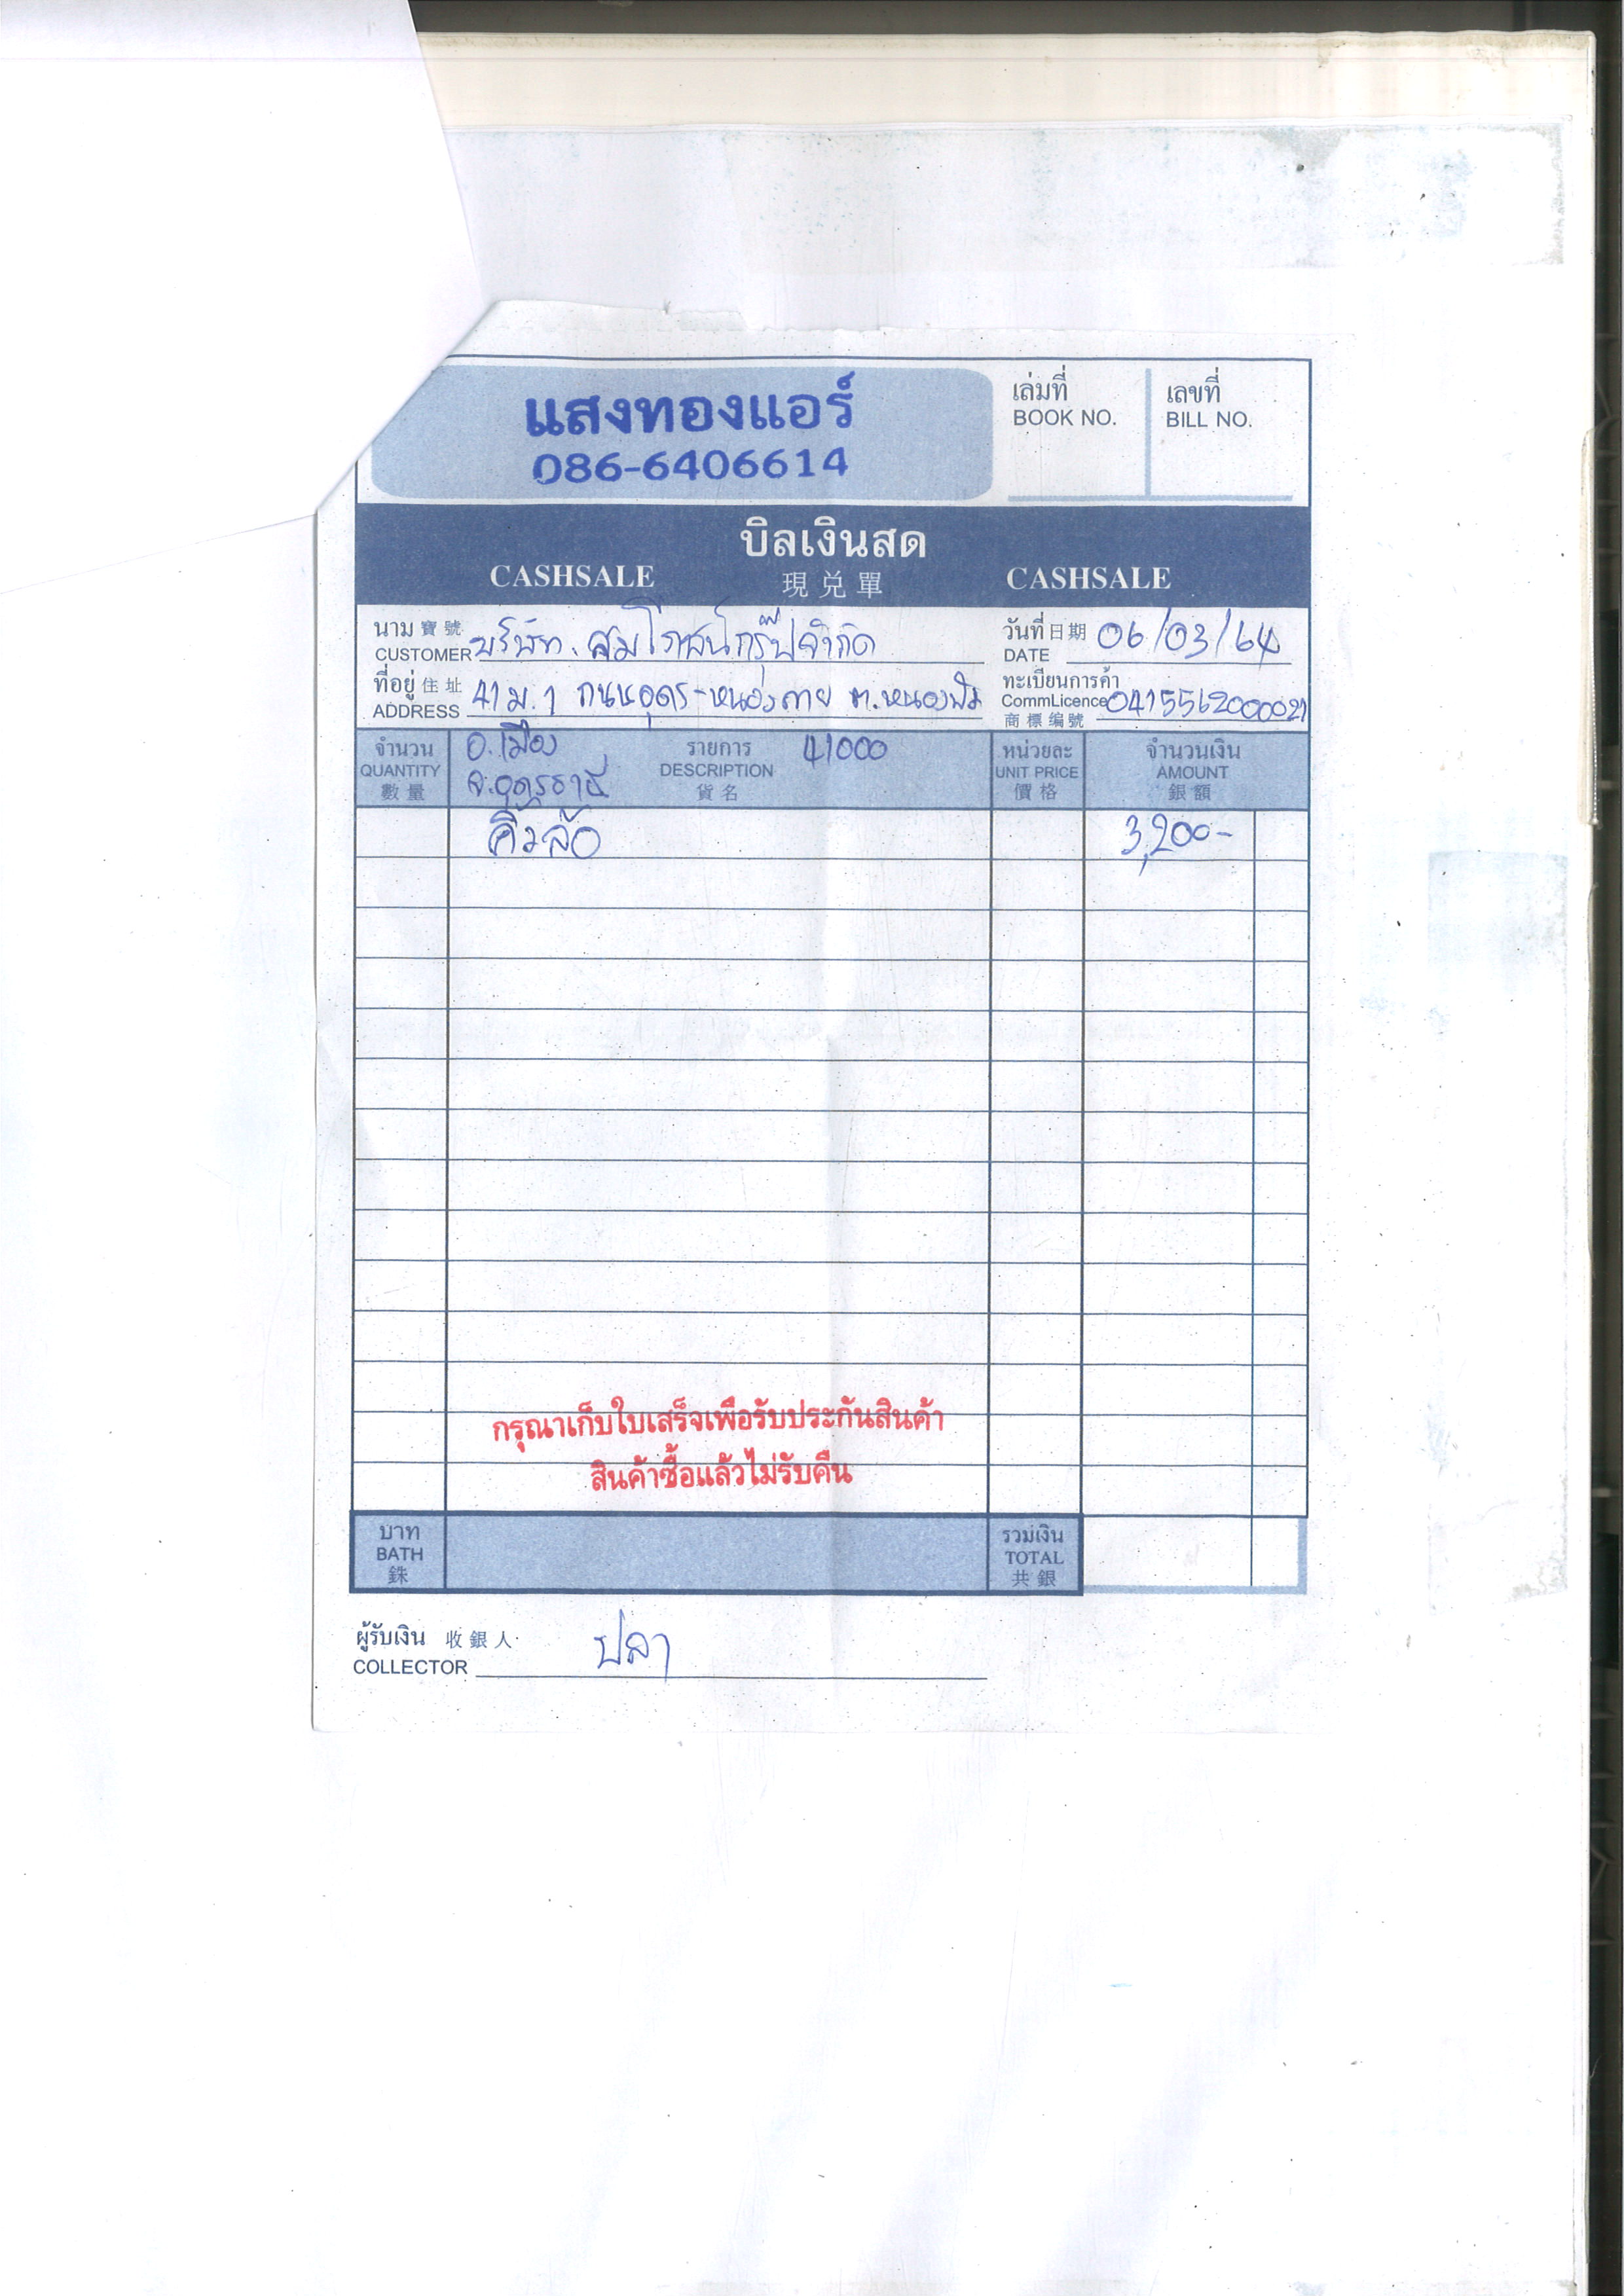 แสงทองแอร์
086-6406614
เล่มที่
BOOK NO.
เลขที่
BILL NO.
บิลเงินสด
CASHSALE 現兌單 CASHSALE
นาม 寶號 บริษัท. สมโภชน์กรุ๊ปจำกัด
CUSTOMER
วันที่ 日期 06/03/64
DATE
ที่อยู่ 住址 41 ม.1 ถนนอุดร-หนองคาย ต.หนองบัว
ADDRESS
ทะเบียนการค้า
CommLicence 0415562000021
商標編號
อ.เมือง 41000
จ.อุดรธานี
จำนวน รายการ หน่วยละ จำนวนเงิน
QUANTITY DESCRIPTION UNIT PRICE AMOUNT
數量 貨名 價格 銀額
คิ้วล้อ 3,200-
กรุณาเก็บใบเสร็จเพื่อรับประกันสินค้า
สินค้าซื้อแล้วไม่รับคืน
บาท รวมเงิน
BATH TOTAL
銖 共銀
ผู้รับเงิน 收銀人 ปลา
COLLECTOR